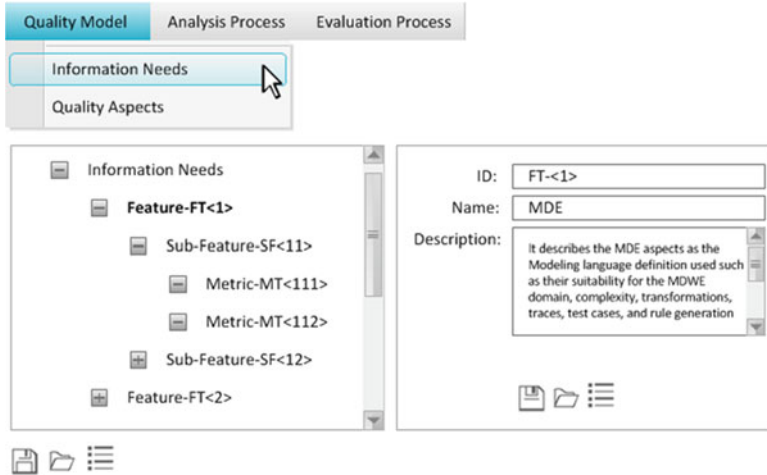 Quality Model Analysis Process Evaluation Process
Information Needs
Quality Aspects
Information Needs
Feature-FT<1>
Sub-Feature-SF<11>
Metric-MT<111>
Metric-MT<112>
Sub-Feature-SF<12>
Feature-FT<2>
ID: FT-<1>
Name: MDE
Description:
It describes the MDE aspects as the
Modeling language definition used such
as their suitability for the MDWE
domain, complexity, transformations,
traces, test cases, and rule generation